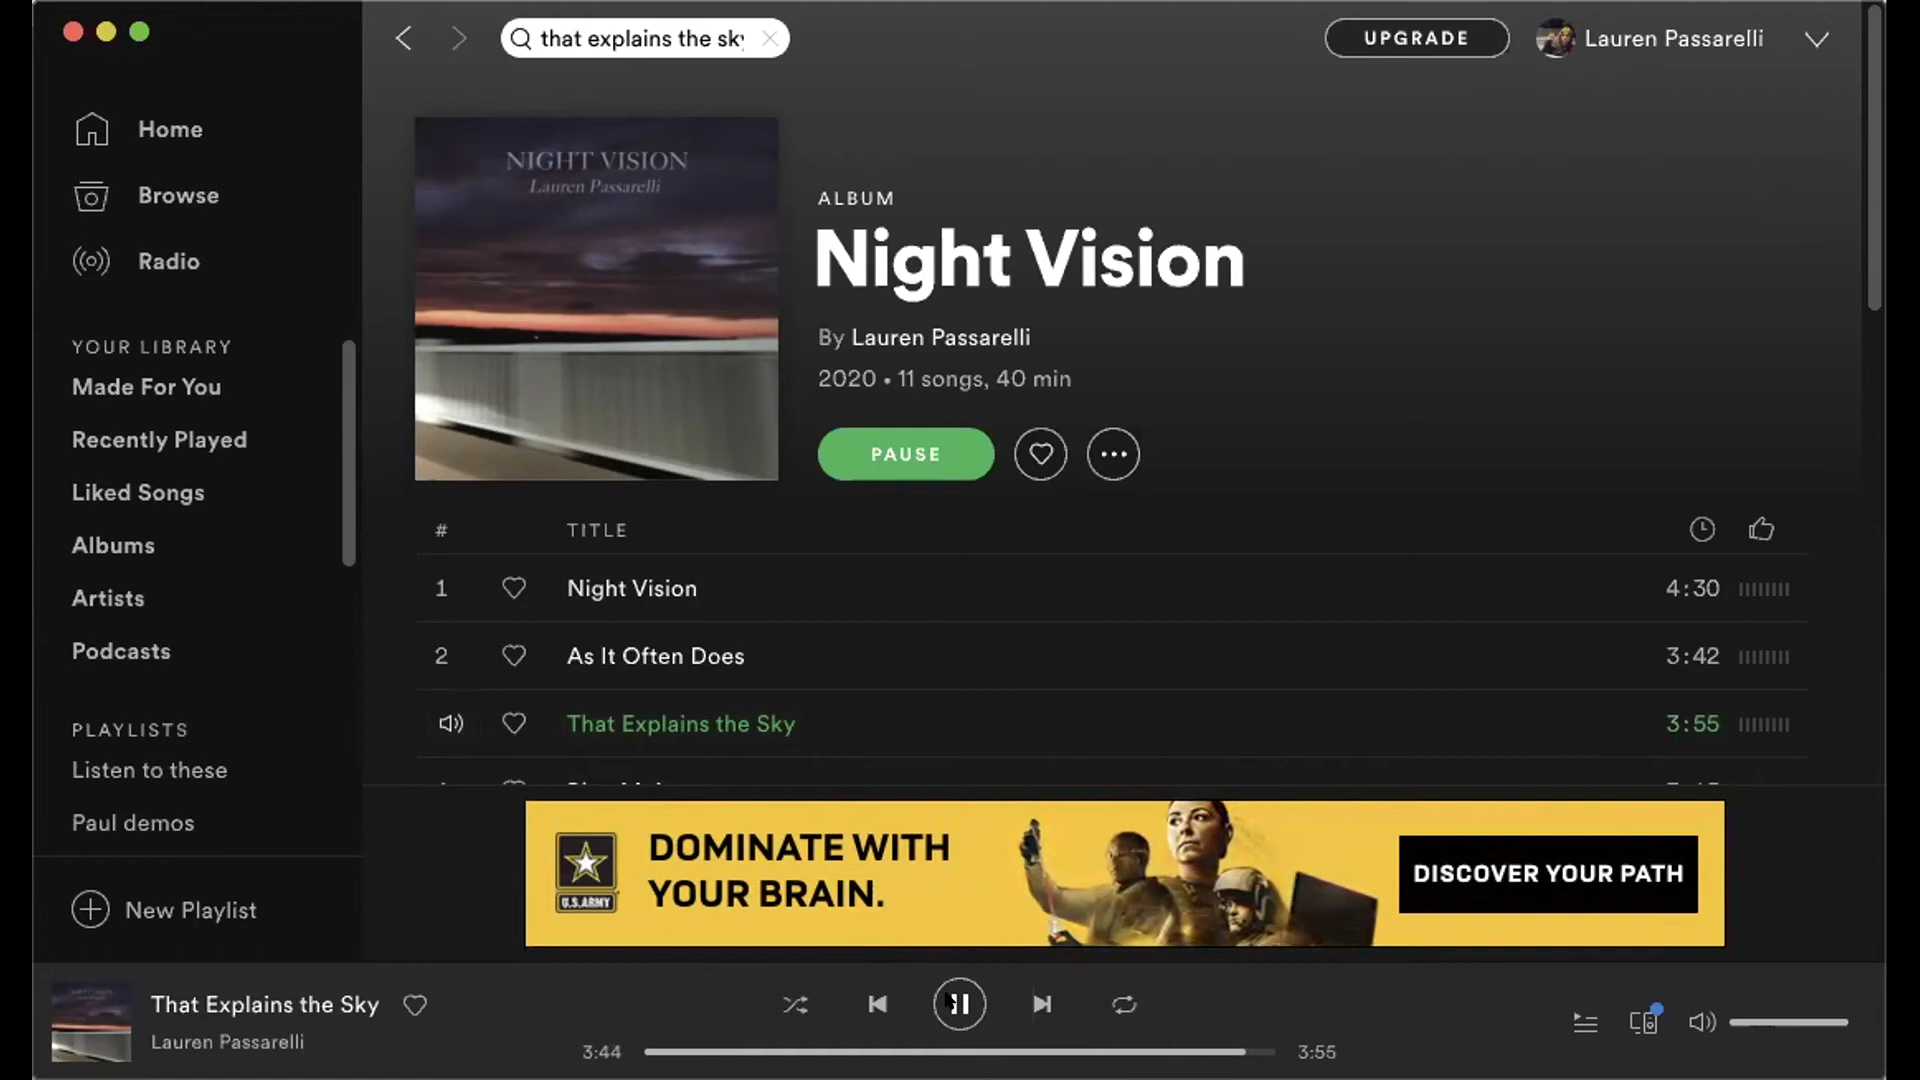 that explains the sky
UPGRADE
Lauren Passarelli
Home
Browse
Radio
YOUR LIBRARY
Made For You
Recently Played
Liked Songs
Albums
Artists
Podcasts
PLAYLISTS
Listen to these
Paul demos
New Playlist
NIGHT VISION
Lauren Passarelli
ALBUM
Night Vision
By Lauren Passarelli
2020 • 11 songs, 40 min
PAUSE
# TITLE
1 Night Vision 4:30
2 As It Often Does 3:42
That Explains the Sky 3:55
U.S.ARMY
DOMINATE WITH
YOUR BRAIN.
DISCOVER YOUR PATH
That Explains the Sky
Lauren Passarelli
3:44
3:55